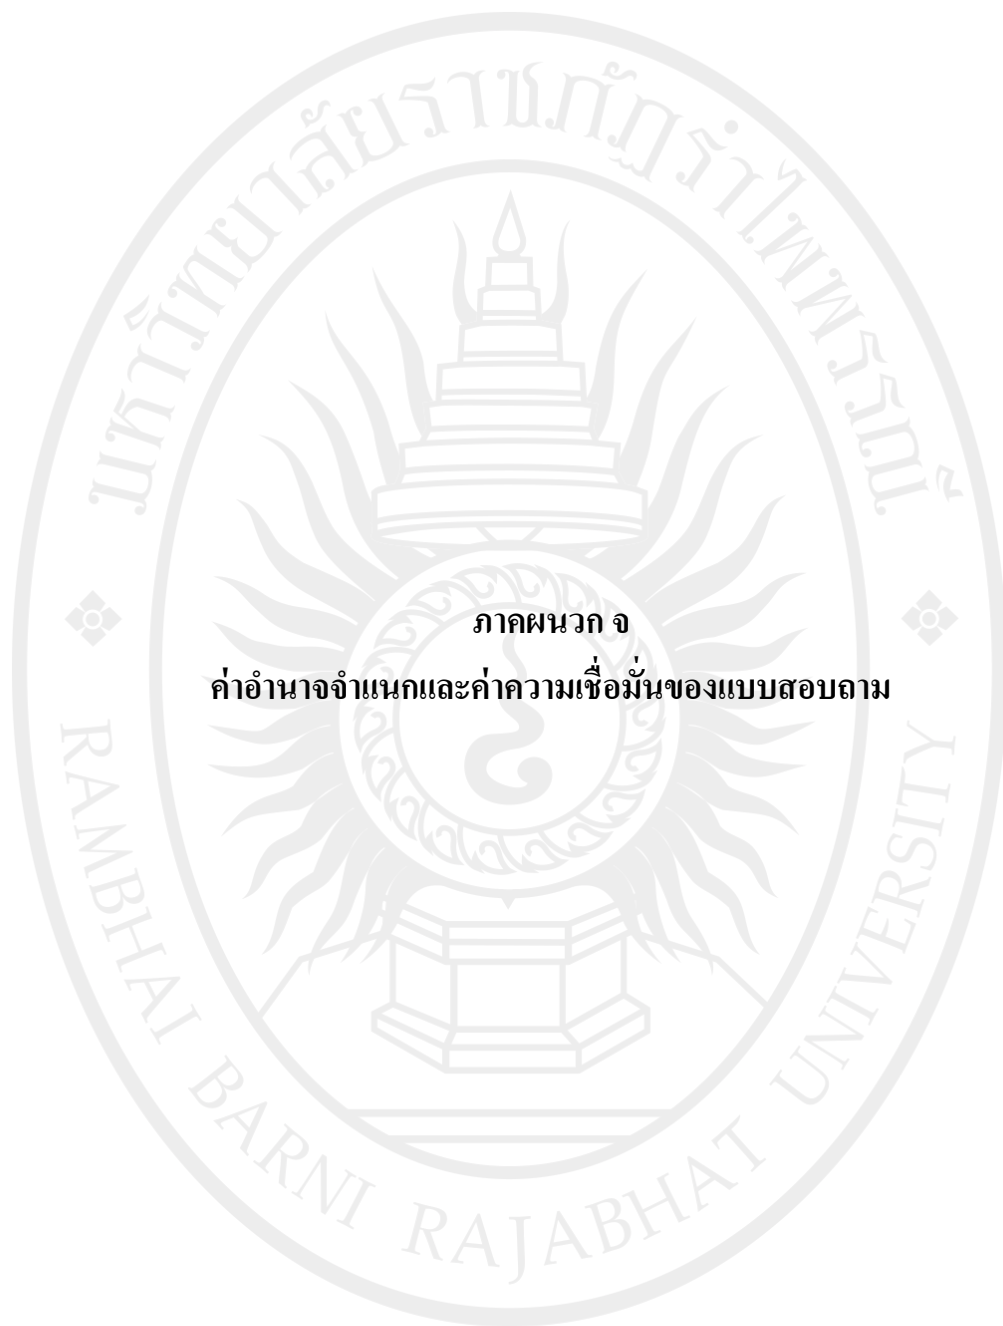 มหาวิทยาลัยราชภัฏรำไพพรรณี
ภาคผนวก จ
ค่าอำนาจจำแนกและค่าความเชื่อมั่นของแบบสอบถาม
RAMBHAI BARNI RAJABHAT UNIVERSITY